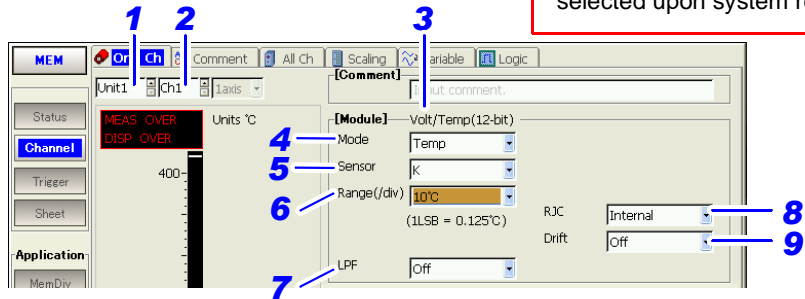 selected upon system r
1 2 3
MEM One Ch Comment All Ch Scaling Variable Logic
Unit1 Ch1 1axis
[Comment]
Input comment.
Status
MEAS OVER
DISP OVER
Units °C
[Module] Volt/Temp(12-bit)
4 Mode Temp
Channel
5 Sensor K
400
Trigger
6 Range(/div) 10°C
(1LSB = 0.125°C)
RJC Internal 8
Sheet
Drift Off 9
Application
7 LPF Off
MemDiv